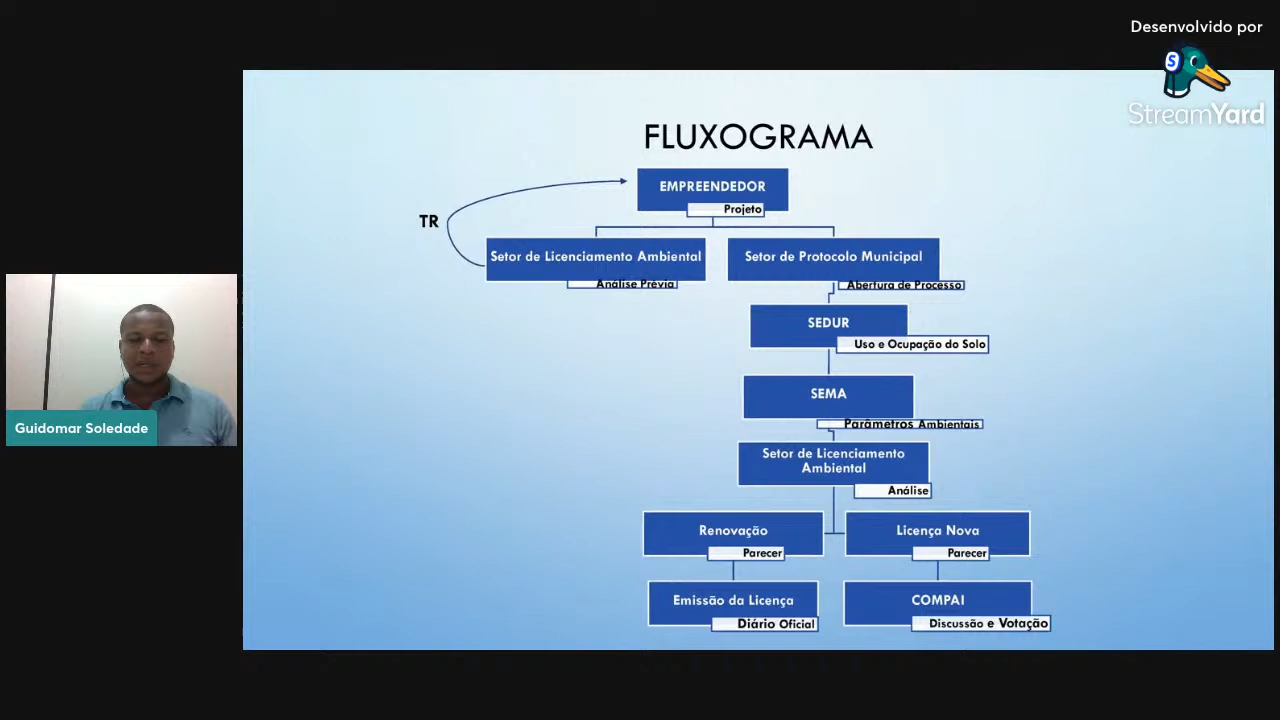 Desenvolvido por
StreamYard
FLUXOGRAMA
EMPREENDEDOR
Projeto
TR
Setor de Licenciamento Ambiental
Análise Prévia
Setor de Protocolo Municipal
Abertura de Processo
SEDUR
Uso e Ocupação do Solo
SEMA
Parâmetros Ambientais
Setor de Licenciamento
Ambiental
Análise
Renovação
Parecer
Licença Nova
Parecer
Emissão da Licença
Diário Oficial
COMPAI
Discussão e Votação
Guidomar Soledade